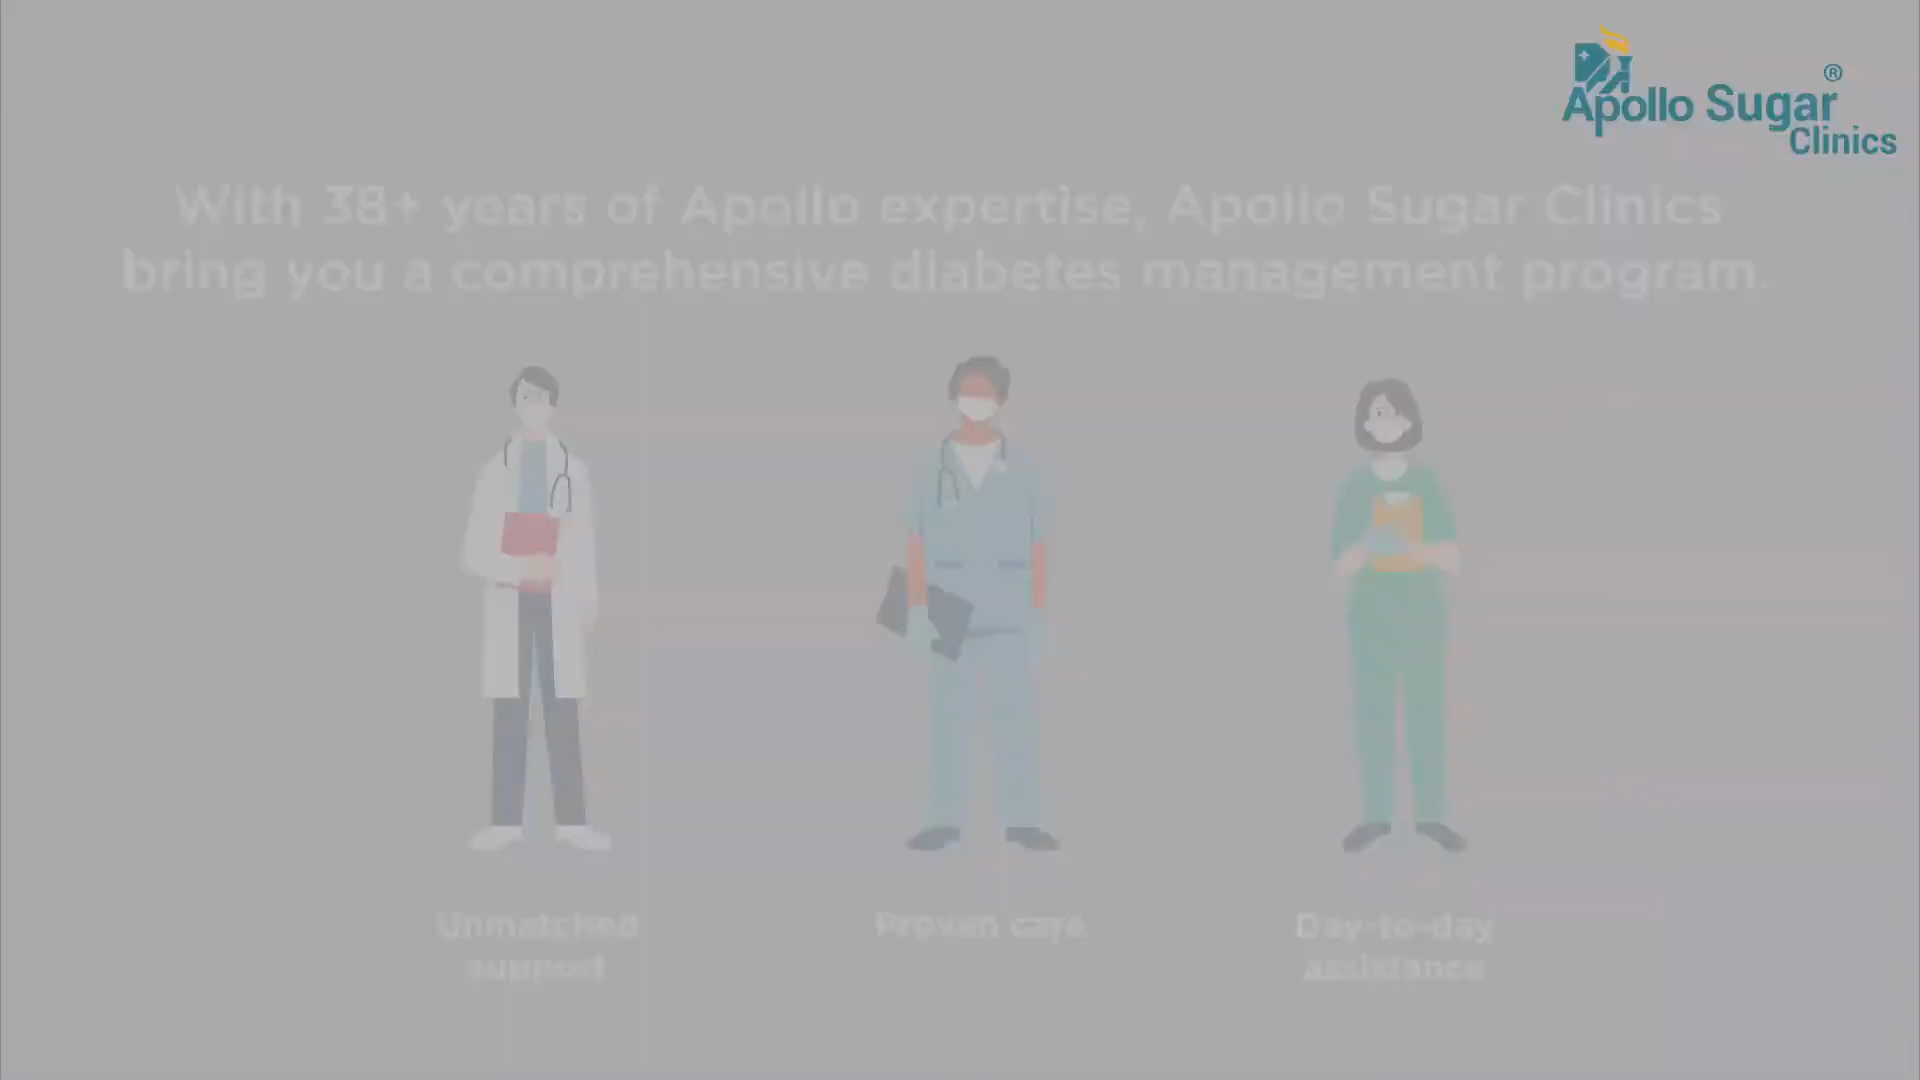 Apollo Sugar®
Clinics
With 38+ years of Apollo expertise, Apollo Sugar Clinics
bring you a comprehensive diabetes management program.
Unmatched
support
Proven care
Day-to-day
assistance